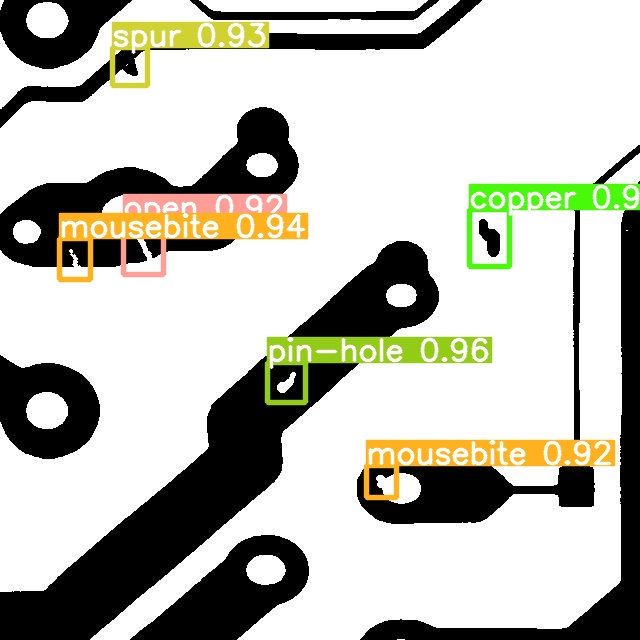 spur 0.93
copper 0.9
open 0.92
mousebite 0.94
pin-hole 0.96
mousebite 0.92